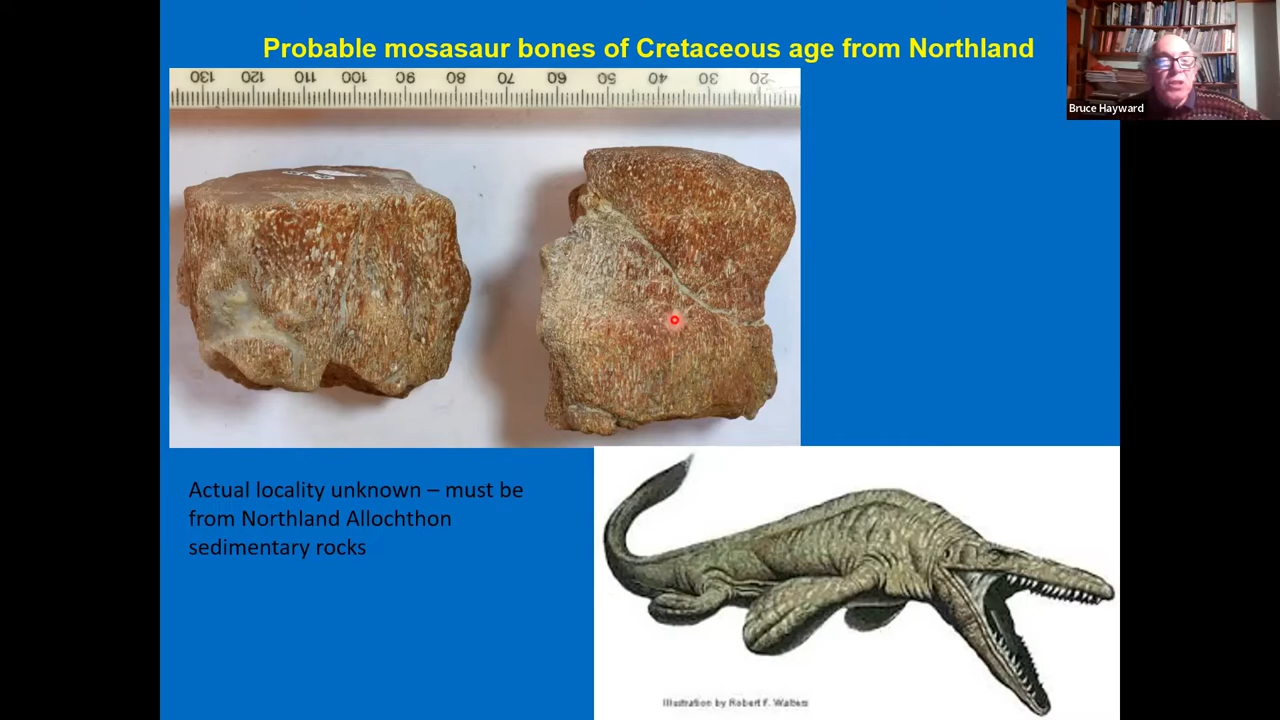 Probable mosasaur bones of Cretaceous age from Northland
Bruce Hayward
130 120 110 100 90 80 70 60 50 40 30 20
Actual locality unknown – must be
from Northland Allochthon
sedimentary rocks
Illustration by Robert F. Walters